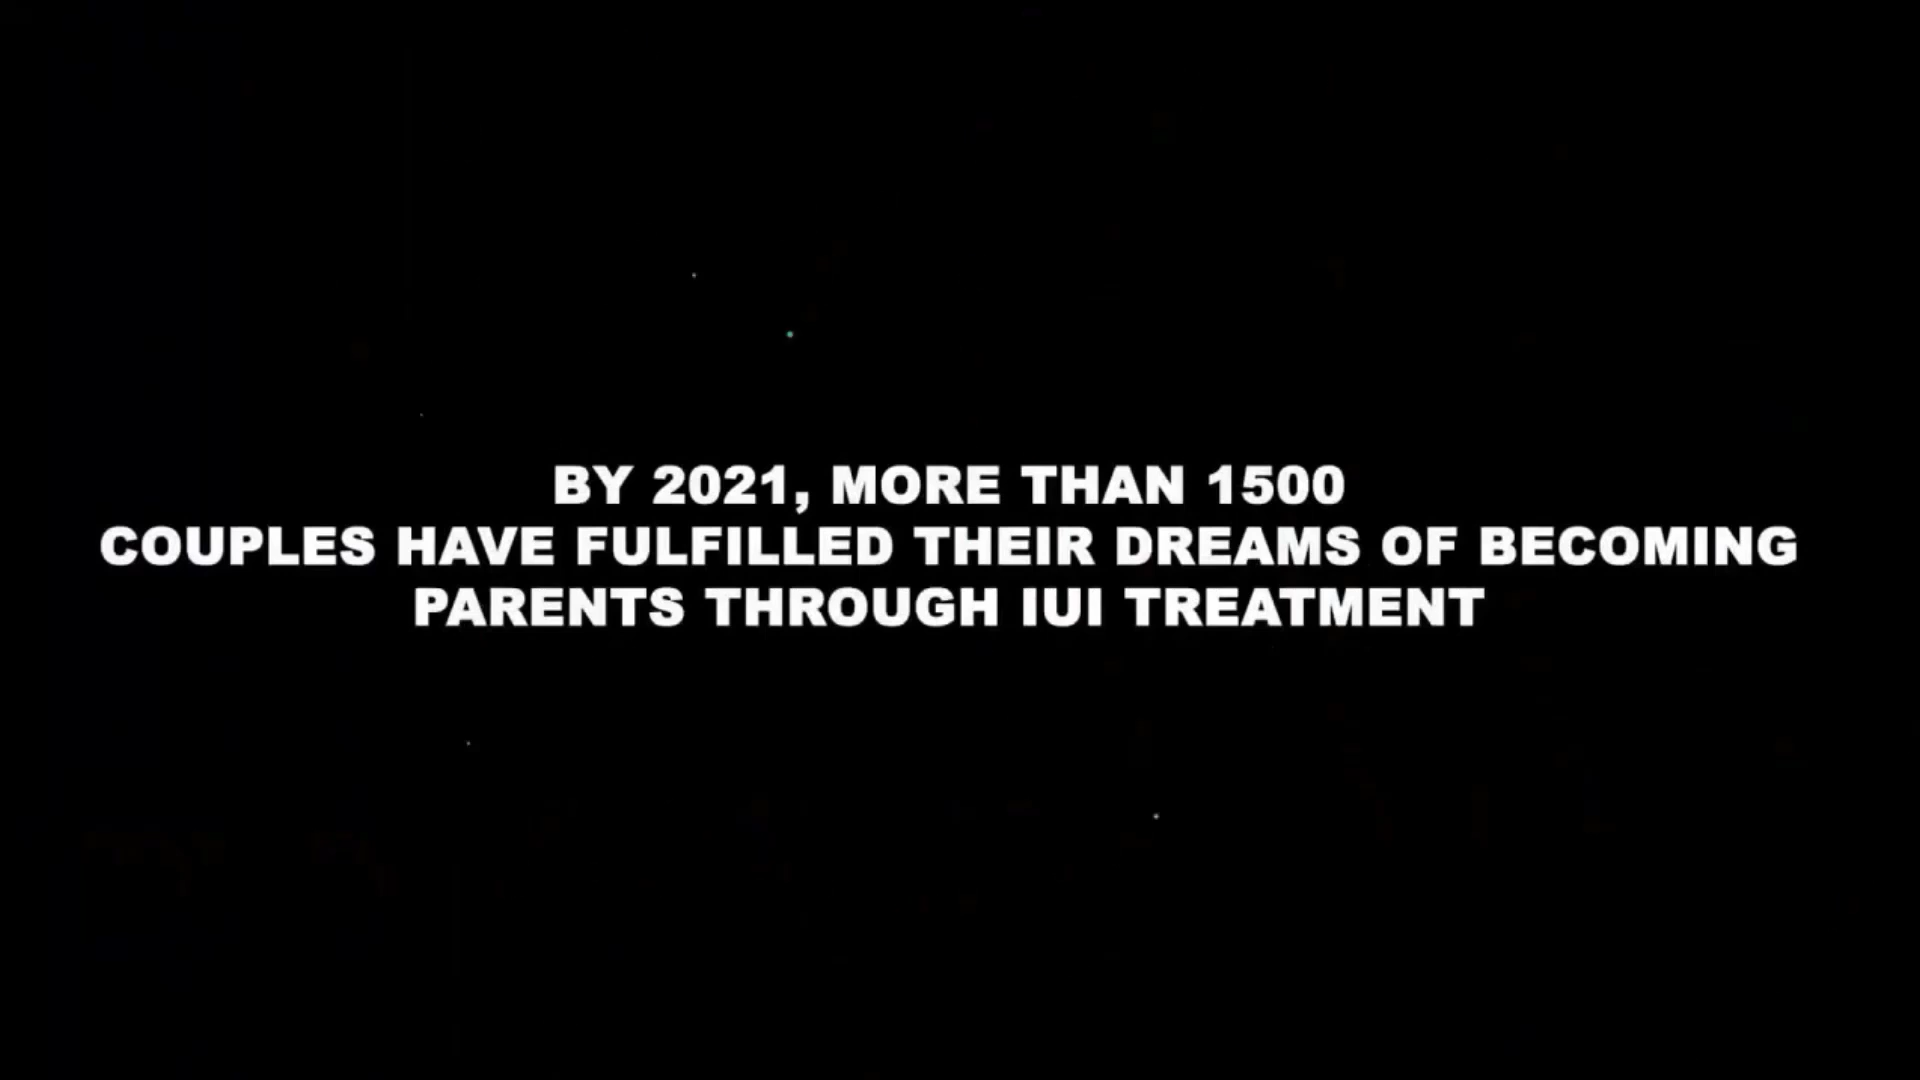 BY 2021, MORE THAN 1500
COUPLES HAVE FULFILLED THEIR DREAMS OF BECOMING
PARENTS THROUGH IUI TREATMENT